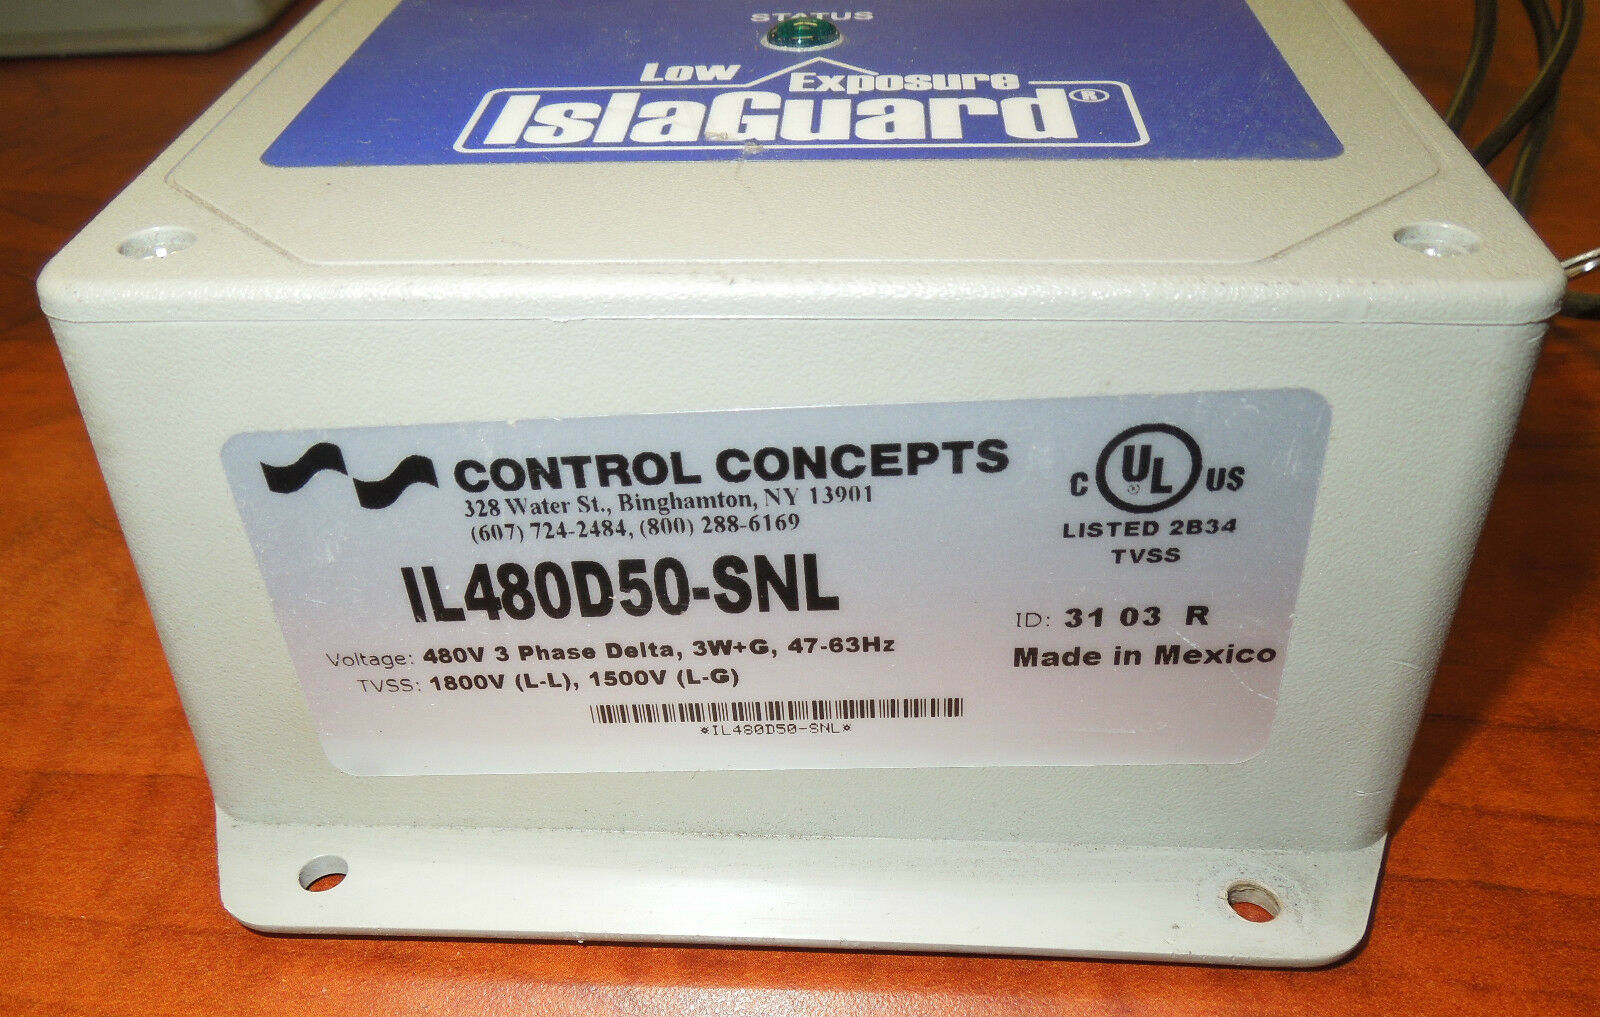 STATUS
Low Exposure
IslaGuard®
CONTROL CONCEPTS
328 Water St., Binghamton, NY 13901
(607) 724-2484, (800) 288-6169
IL480D50-SNL
Voltage: 480V 3 Phase Delta, 3W+G, 47-63Hz
TVSS: 1800V (L-L), 1500V (L-G)
*IL480D50-SNL*
C UL US
LISTED 2B34
TVSS
ID: 31 03 R
Made in Mexico